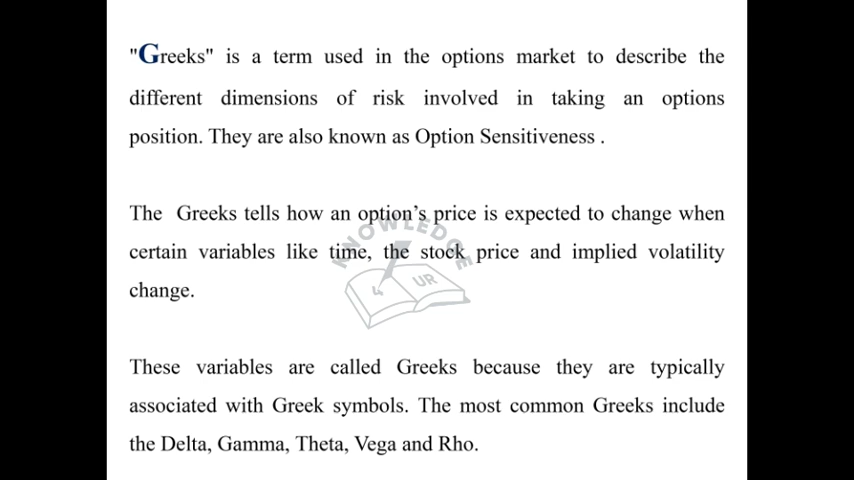 "Greeks" is a term used in the options market to describe the
different dimensions of risk involved in taking an options
position. They are also known as Option Sensitiveness .
The Greeks tells how an option’s price is expected to change when
certain variables like time, the stock price and implied volatility
change.
KNOWLEDGE
4 UR
These variables are called Greeks because they are typically
associated with Greek symbols. The most common Greeks include
the Delta, Gamma, Theta, Vega and Rho.